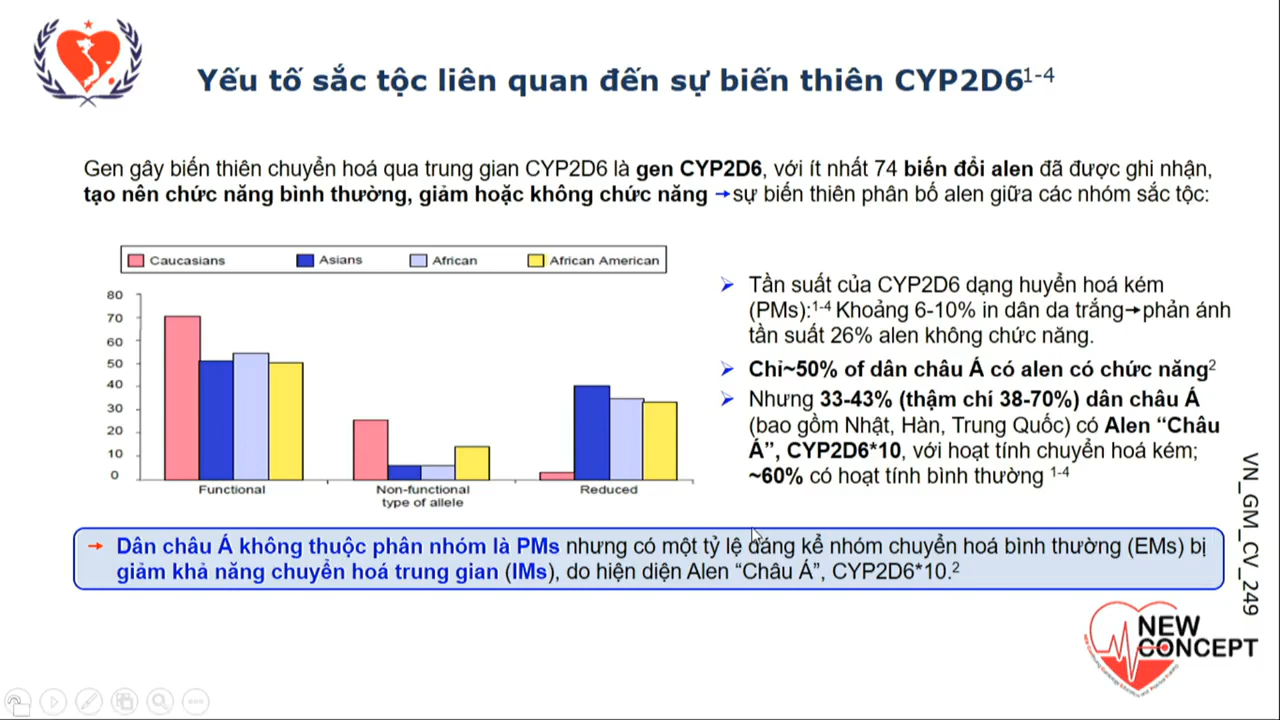 Yếu tố sắc tộc liên quan đến sự biến thiên CYP2D6¹⁻⁴
Gen gây biến thiên chuyển hoá qua trung gian CYP2D6 là gen CYP2D6, với ít nhất 74 biến đổi alen đã được ghi nhận,
tạo nên chức năng bình thường, giảm hoặc không chức năng →sự biến thiên phân bố alen giữa các nhóm sắc tộc:
Caucasians Asians African African American
80
70
60
50
40
30
20
10
0
Functional Non-functional Reduced
type of allele
Tần suất của CYP2D6 dạng huyển hoá kém
(PMs):¹⁻⁴ Khoảng 6-10% in dân da trắng→phản ánh
tần suất 26% alen không chức năng.
Chỉ~50% of dân châu Á có alen có chức năng²
Nhưng 33-43% (thậm chí 38-70%) dân châu Á
(bao gồm Nhật, Hàn, Trung Quốc) có Alen “Châu
Á”, CYP2D6*10, với hoạt tính chuyển hoá kém;
~60% có hoạt tính bình thường ¹⁻⁴
→ Dân châu Á không thuộc phân nhóm là PMs nhưng có một tỷ lệ đáng kể nhóm chuyển hoá bình thường (EMs) bị
giảm khả năng chuyển hoá trung gian (IMs), do hiện diện Alen “Châu Á”, CYP2D6*10.²
VN_GM_CV_249
NEW
CONCEPT